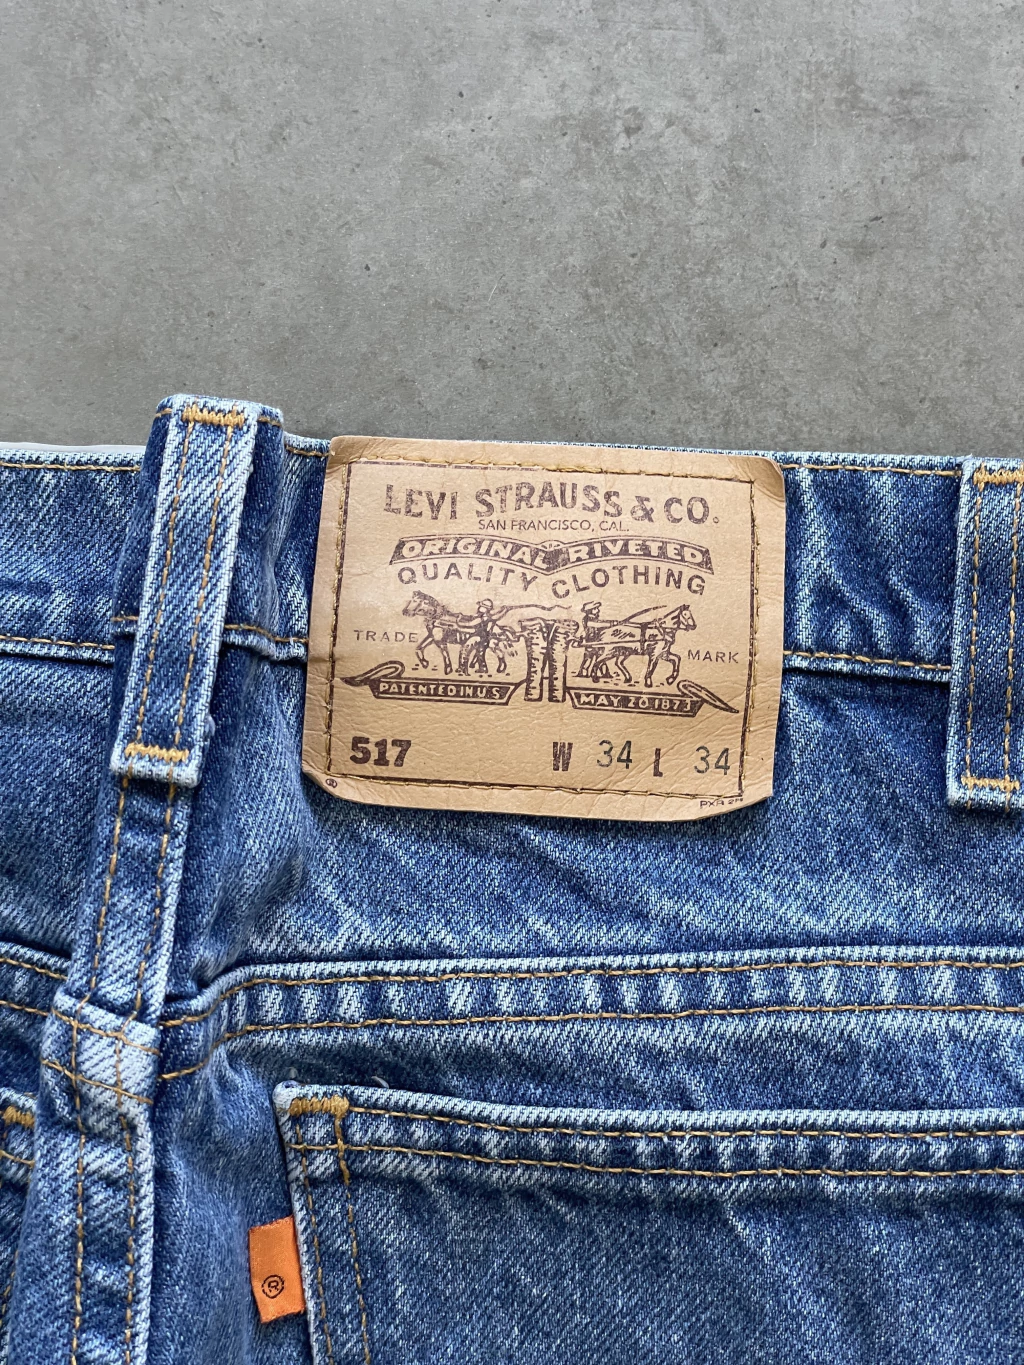 LEVI STRAUSS & CO.
SAN FRANCISCO, CAL.
ORIGINAL RIVETED
QUALITY CLOTHING
TRADE MARK
PATENTED IN U.S. MAY 20 1873
517 W 34 L 34
®